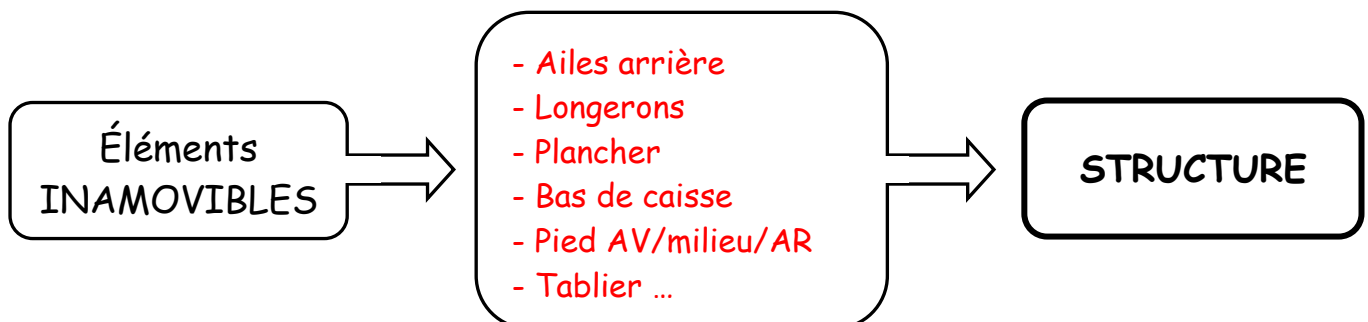 Éléments
INAMOVIBLES
- Ailes arrière
- Longerons
- Plancher
- Bas de caisse
- Pied AV/milieu/AR
- Tablier …
STRUCTURE